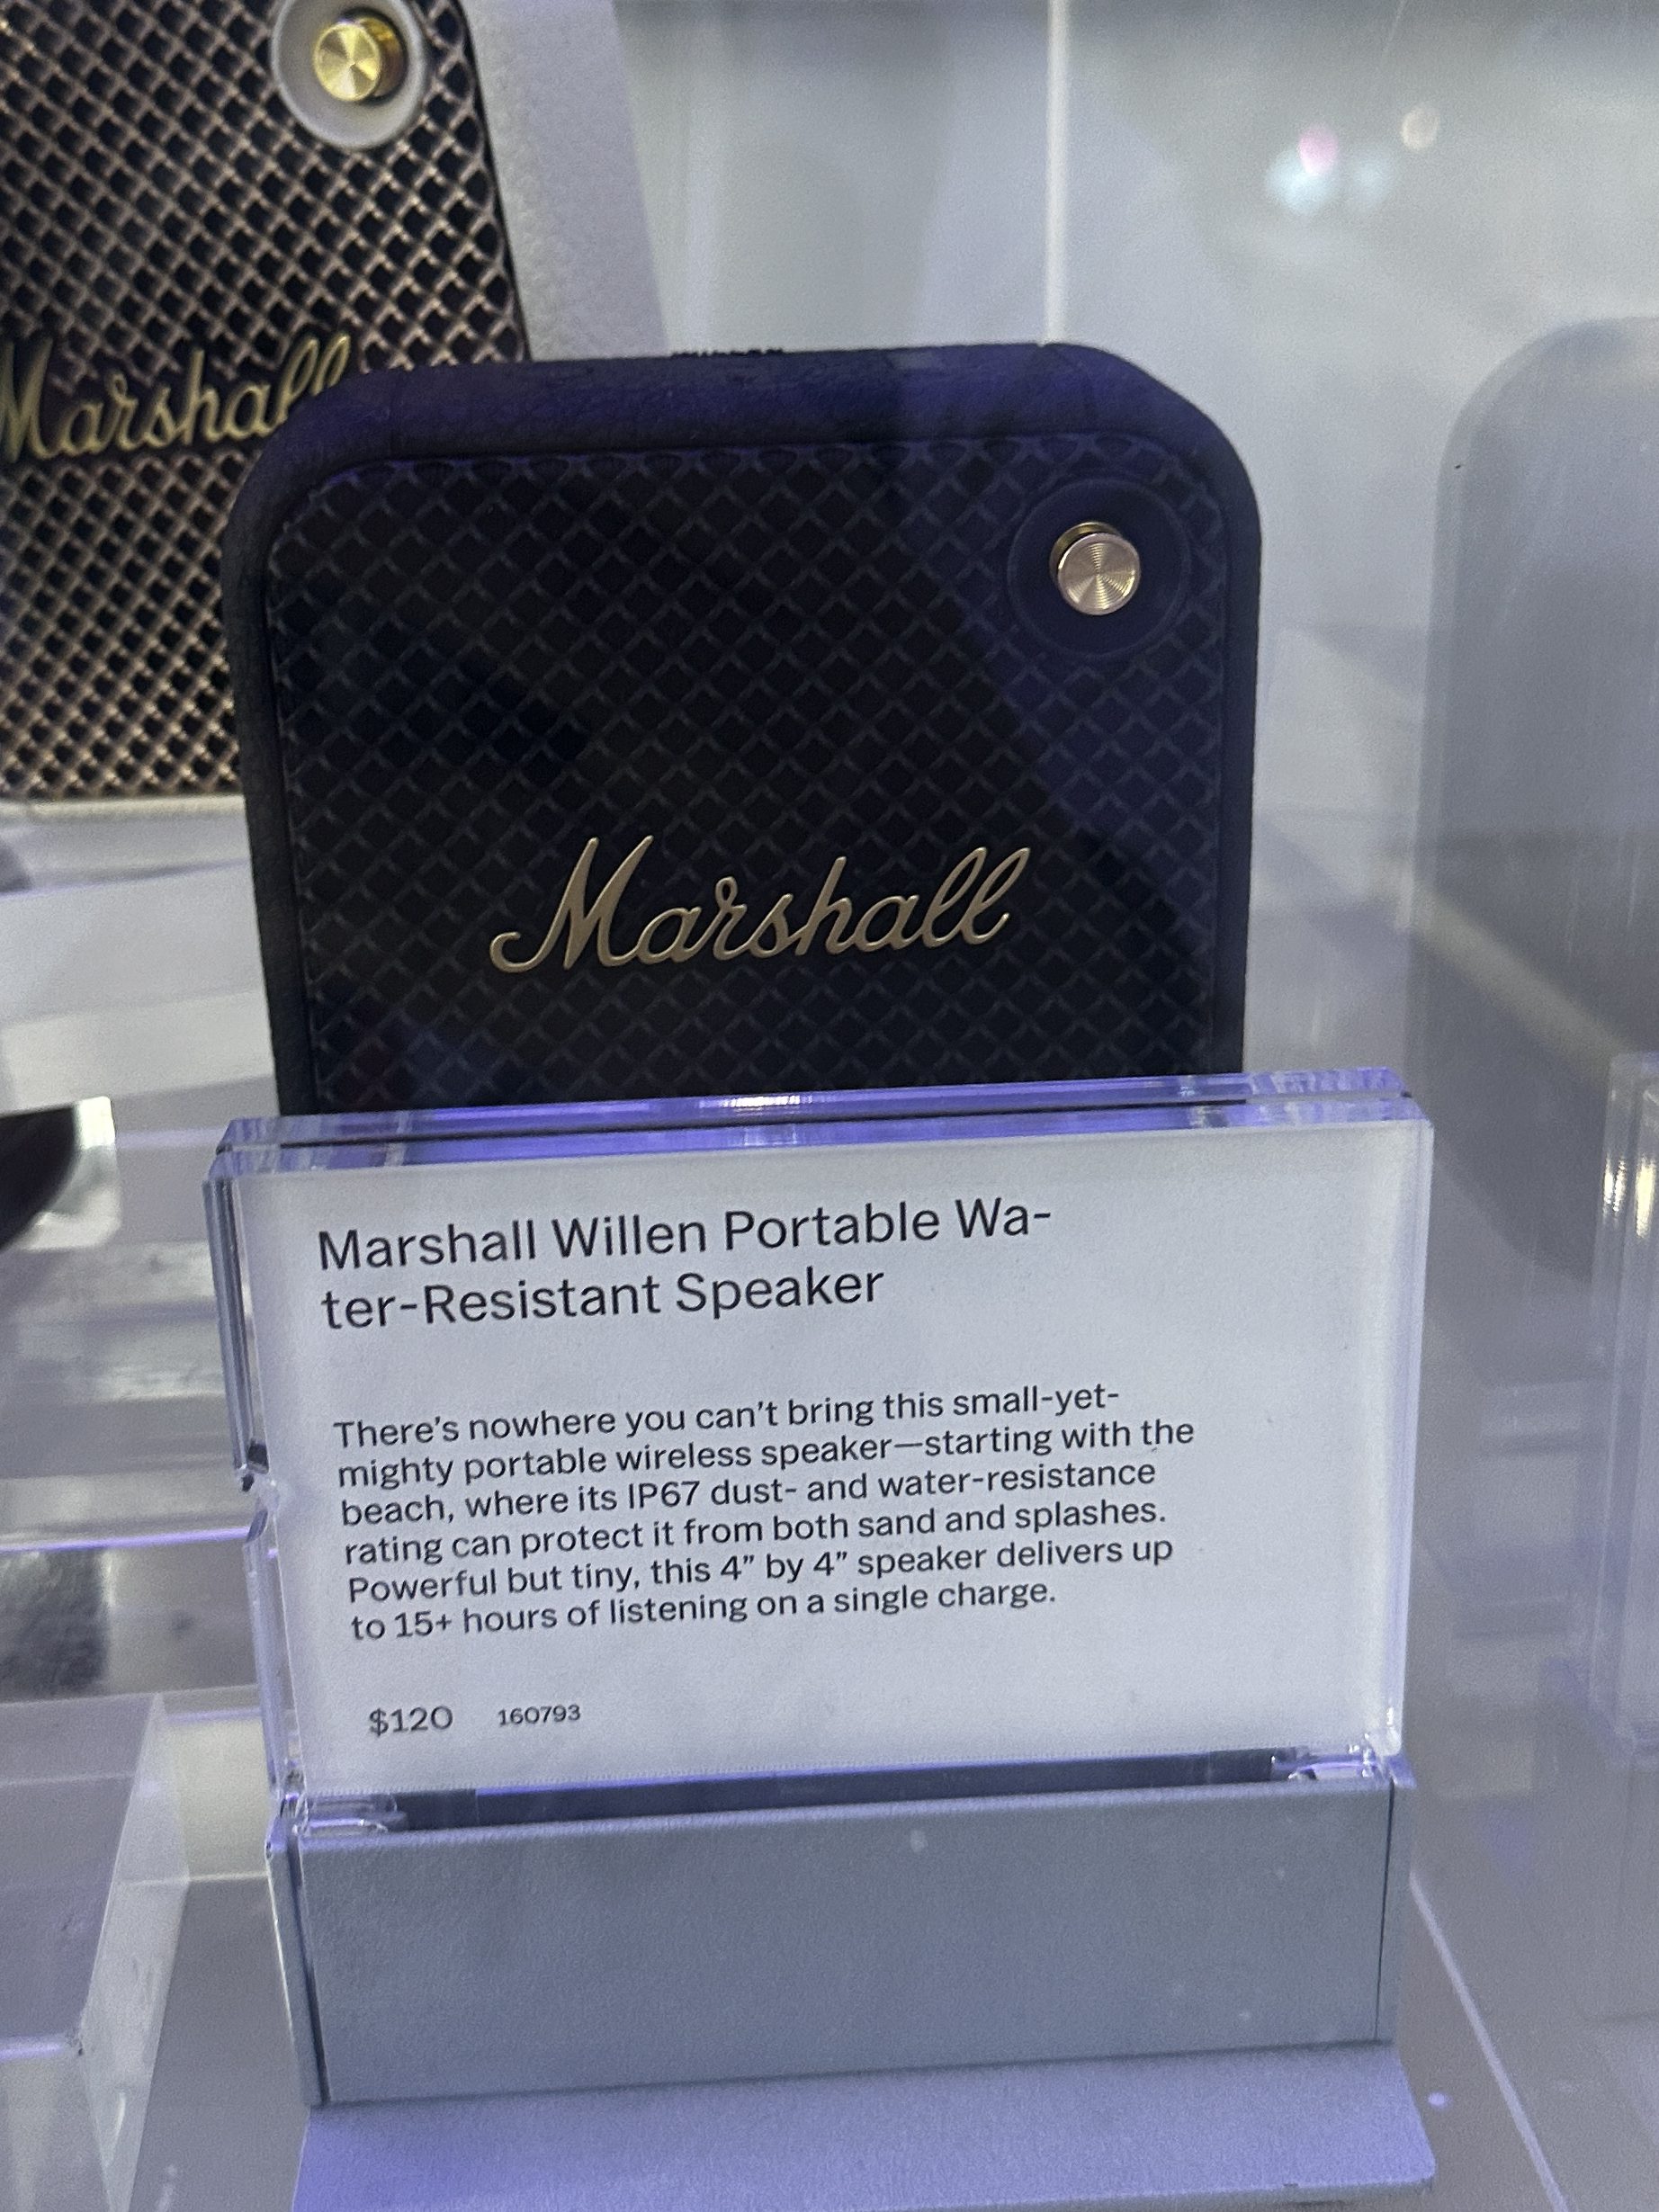 Marshall
Marshall
Marshall Willen Portable Wa-
ter-Resistant Speaker
There's nowhere you can't bring this small-yet-
mighty portable wireless speaker—starting with the
beach, where its IP67 dust- and water-resistance
rating can protect it from both sand and splashes.
Powerful but tiny, this 4” by 4” speaker delivers up
to 15+ hours of listening on a single charge.
$120 160793